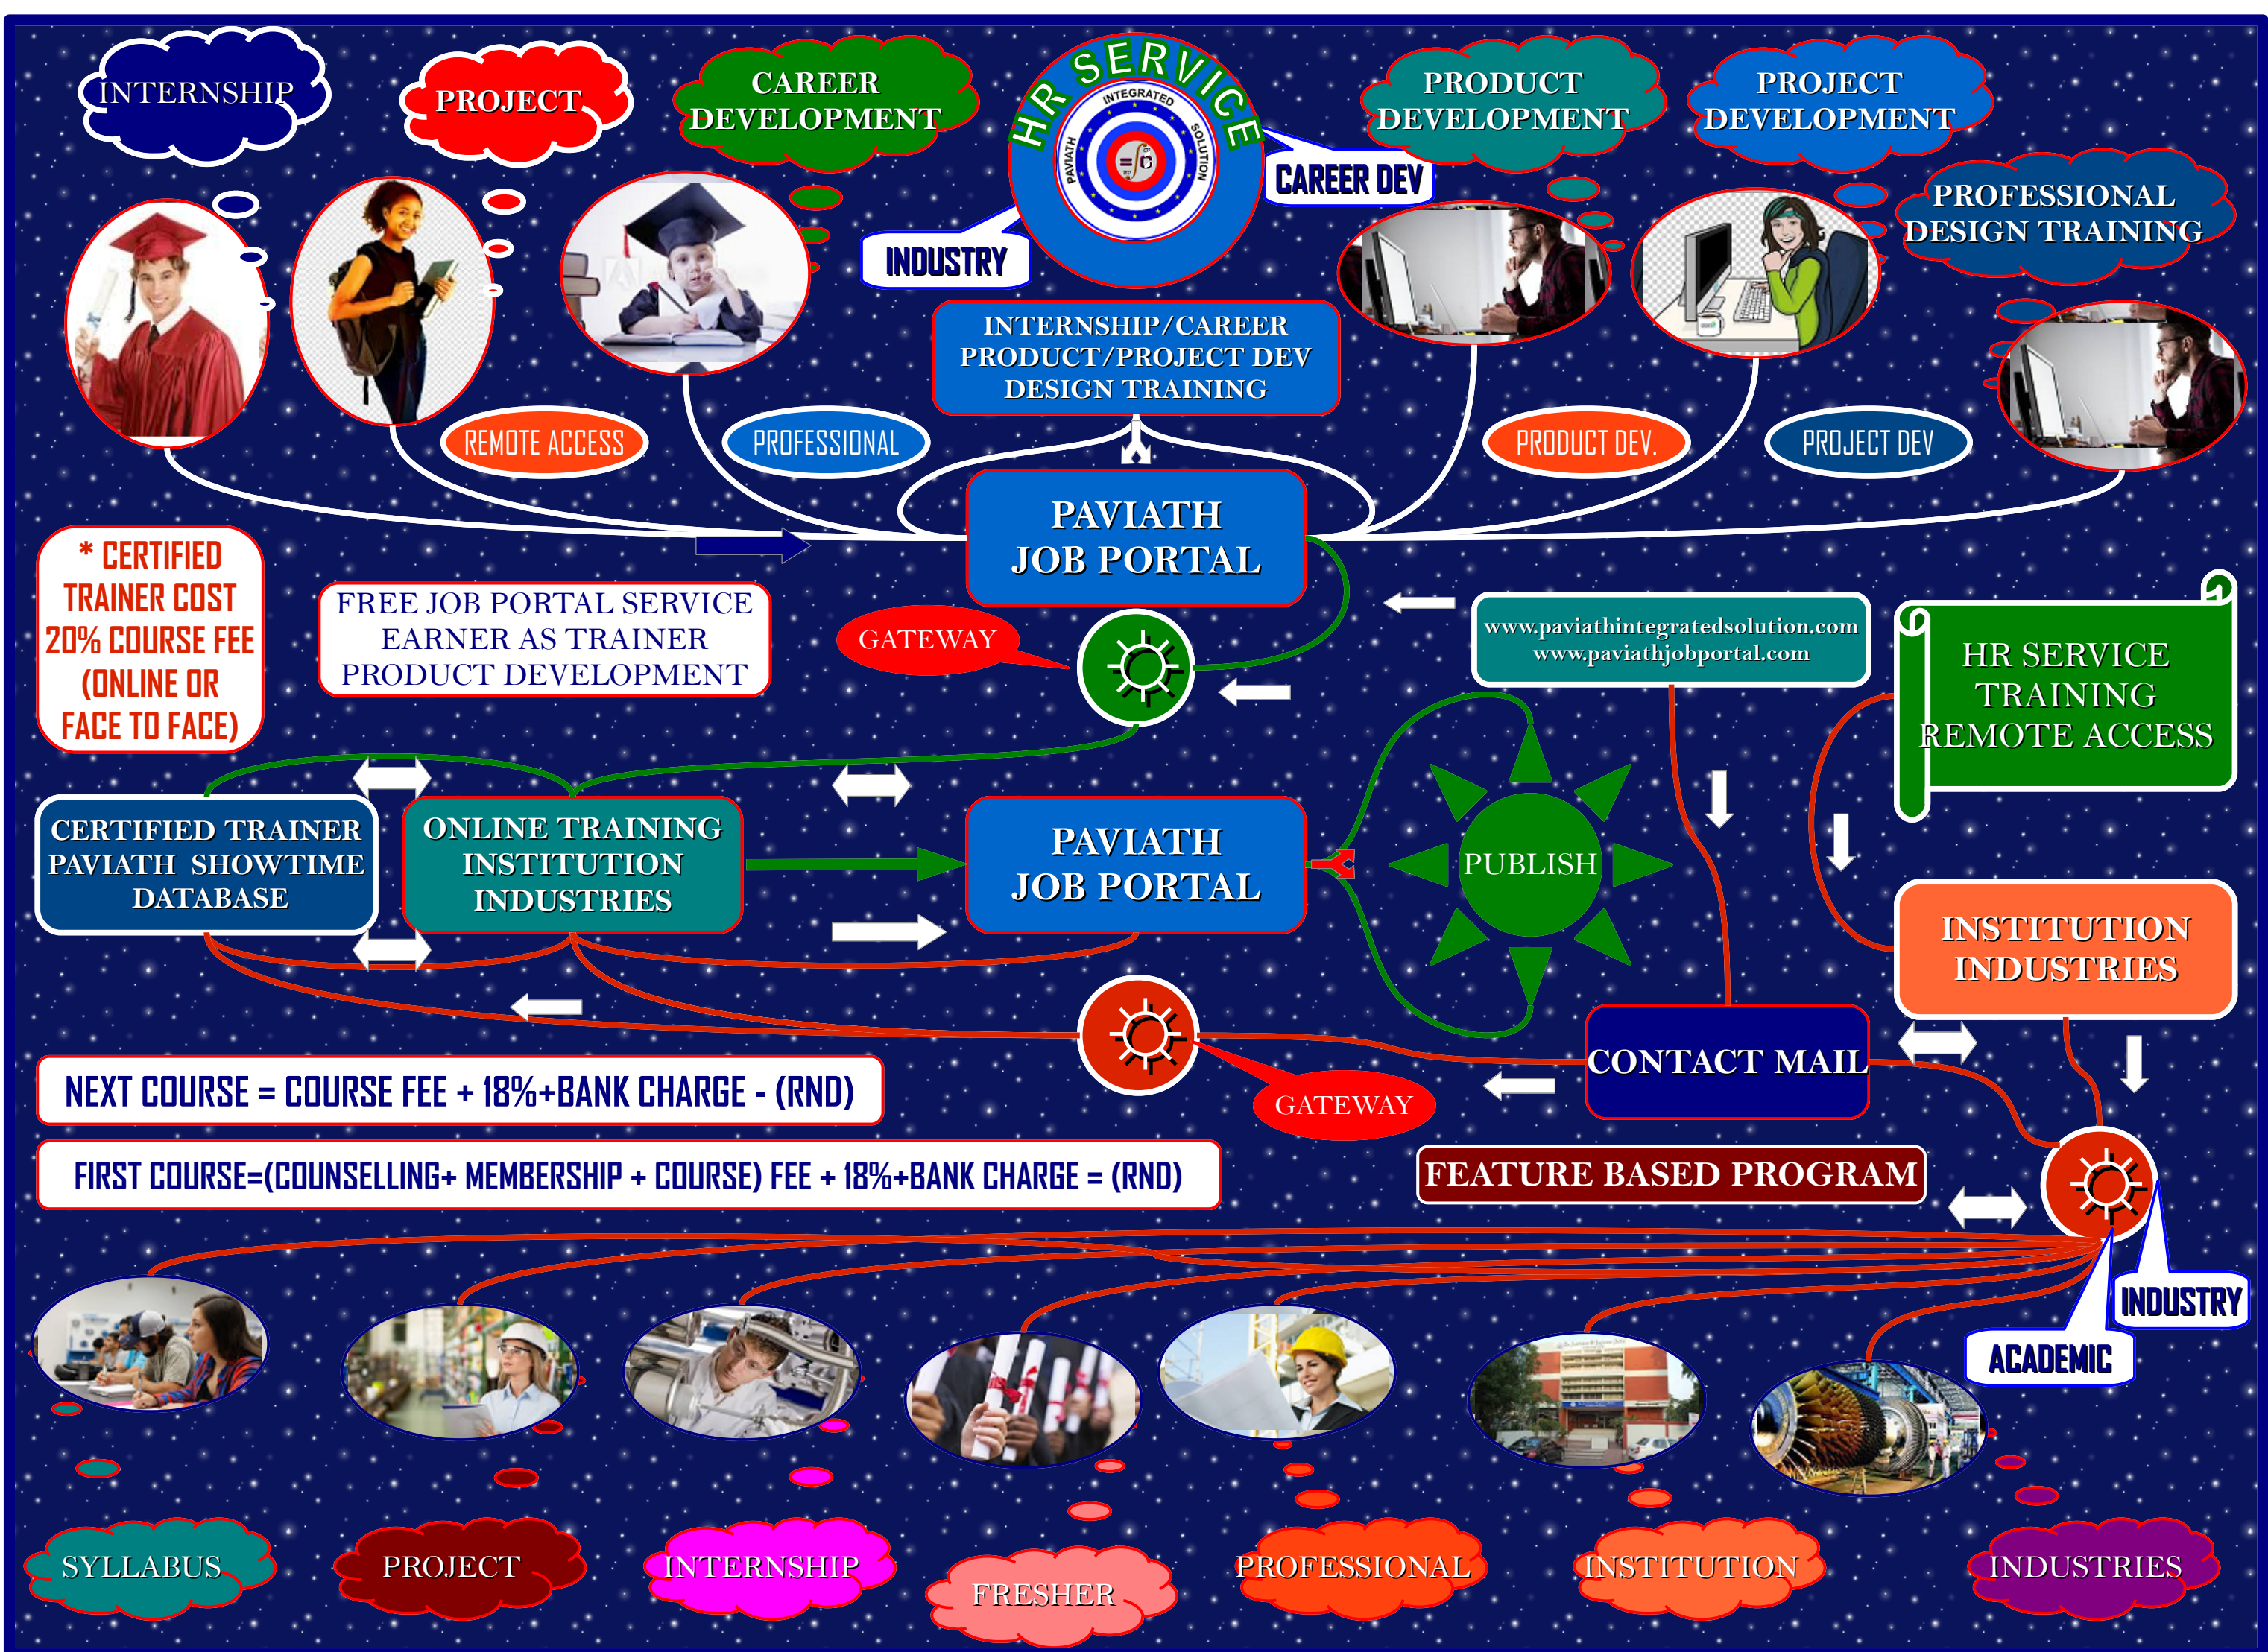 INTERNSHIP
PROJECT
CAREER
DEVELOPMENT
HR SERVICE
PAVIATH INTEGRATED SOLUTION
INDUSTRY
CAREER DEV
PRODUCT
DEVELOPMENT
PROJECT
DEVELOPMENT
PROFESSIONAL
DESIGN TRAINING
INTERNSHIP/CAREER
PRODUCT/PROJECT DEV
DESIGN TRAINING
REMOTE ACCESS
PROFESSIONAL
PRODUCT DEV.
PROJECT DEV
PAVIATH
JOB PORTAL
* CERTIFIED
TRAINER COST
20% COURSE FEE
(ONLINE OR
FACE TO FACE)
FREE JOB PORTAL SERVICE
EARNER AS TRAINER
PRODUCT DEVELOPMENT
GATEWAY
www.paviathintegratedsolution.com
www.paviathjobportal.com
HR SERVICE
TRAINING
REMOTE ACCESS
CERTIFIED TRAINER
PAVIATH SHOWTIME
DATABASE
ONLINE TRAINING
INSTITUTION
INDUSTRIES
PAVIATH
JOB PORTAL
PUBLISH
INSTITUTION
INDUSTRIES
CONTACT MAIL
GATEWAY
NEXT COURSE = COURSE FEE + 18%+BANK CHARGE - (RND)
FIRST COURSE=(COUNSELLING+ MEMBERSHIP + COURSE) FEE + 18%+BANK CHARGE = (RND)
FEATURE BASED PROGRAM
INDUSTRY
ACADEMIC
SYLLABUS
PROJECT
INTERNSHIP
FRESHER
PROFESSIONAL
INSTITUTION
INDUSTRIES